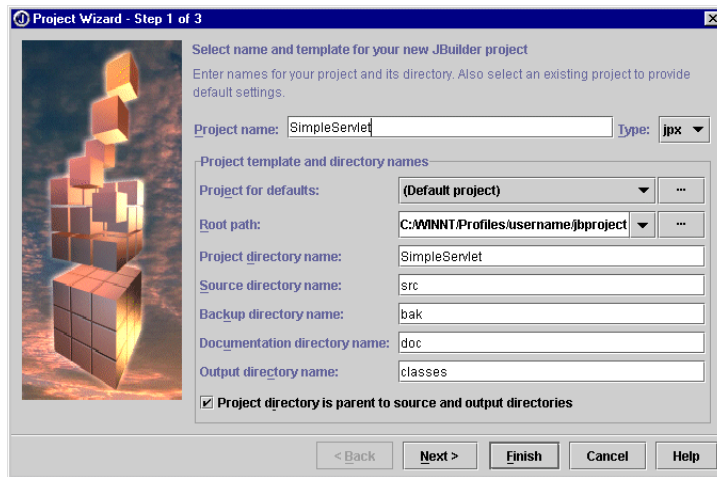 Project Wizard - Step 1 of 3
Select name and template for your new JBuilder project
Enter names for your project and its directory. Also select an existing project to provide
default settings.
Project name: SimpleServlet Type: jpx
Project template and directory names
Project for defaults: (Default project) ...
Root path: C:/WINNT/Profiles/username/jbproject ...
Project directory name: SimpleServlet
Source directory name: src
Backup directory name: bak
Documentation directory name: doc
Output directory name: classes
Project directory is parent to source and output directories
< Back Next > Finish Cancel Help